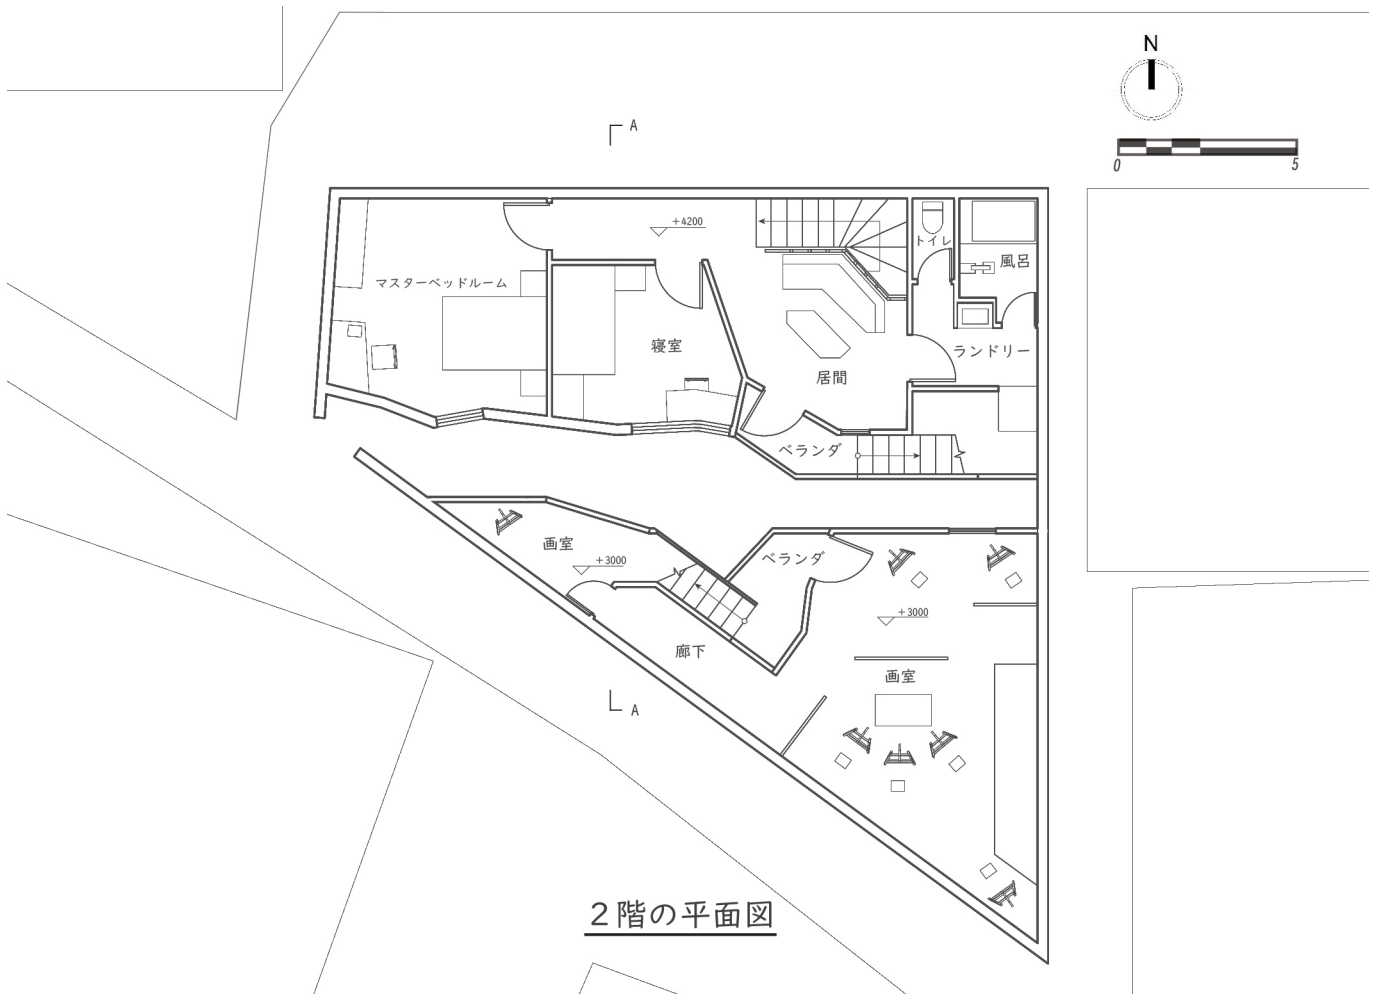 N
A
0 5
+4200
トイレ
風呂
マスターベッドルーム
寝室
ランドリー
居間
ベランダ
画室
+3000
ベランダ
+3000
廊下
画室
A
2階の平面図